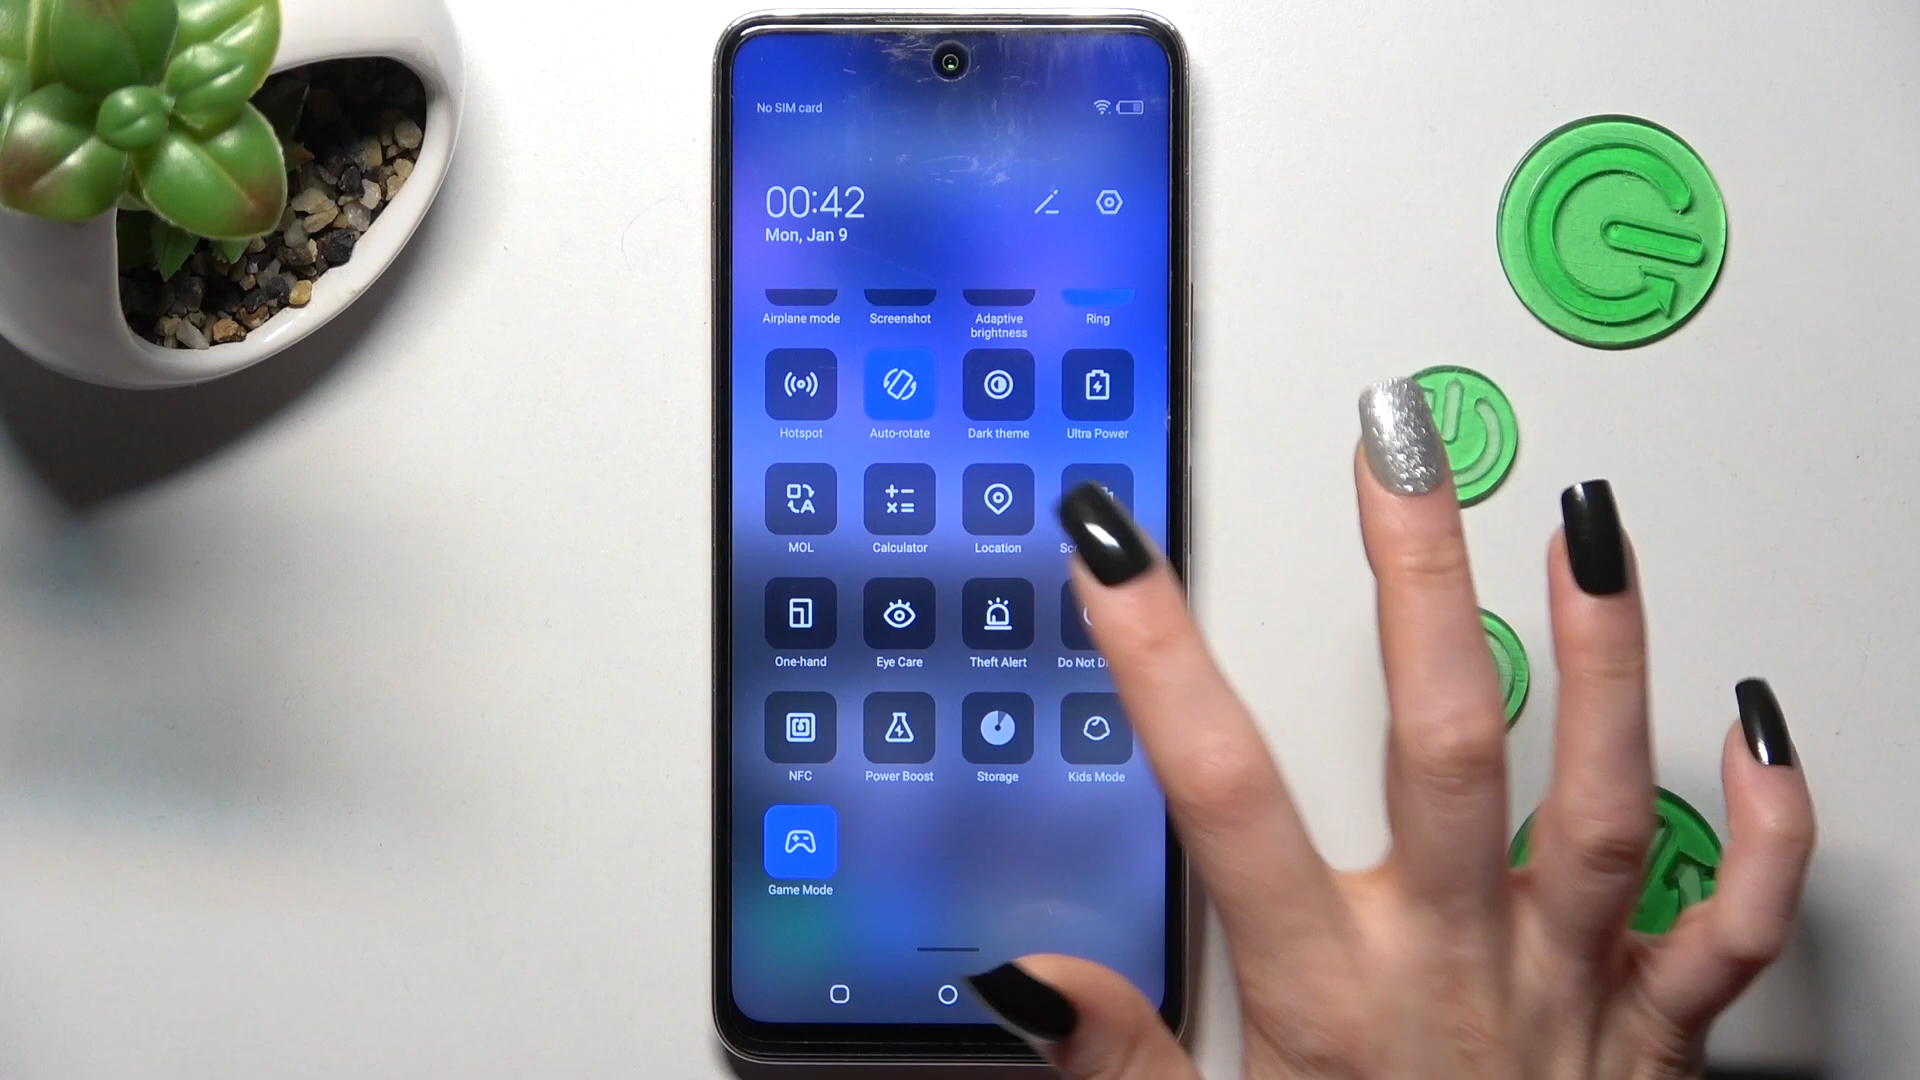 No SIM card
00:42
Mon, Jan 9
Airplane mode Screenshot Adaptive brightness Ring
Hotspot Auto-rotate Dark theme Ultra Power
MOL Calculator Location
One-hand Eye Care Theft Alert Do Not
NFC Power Boost Storage Kids Mode
Game Mode